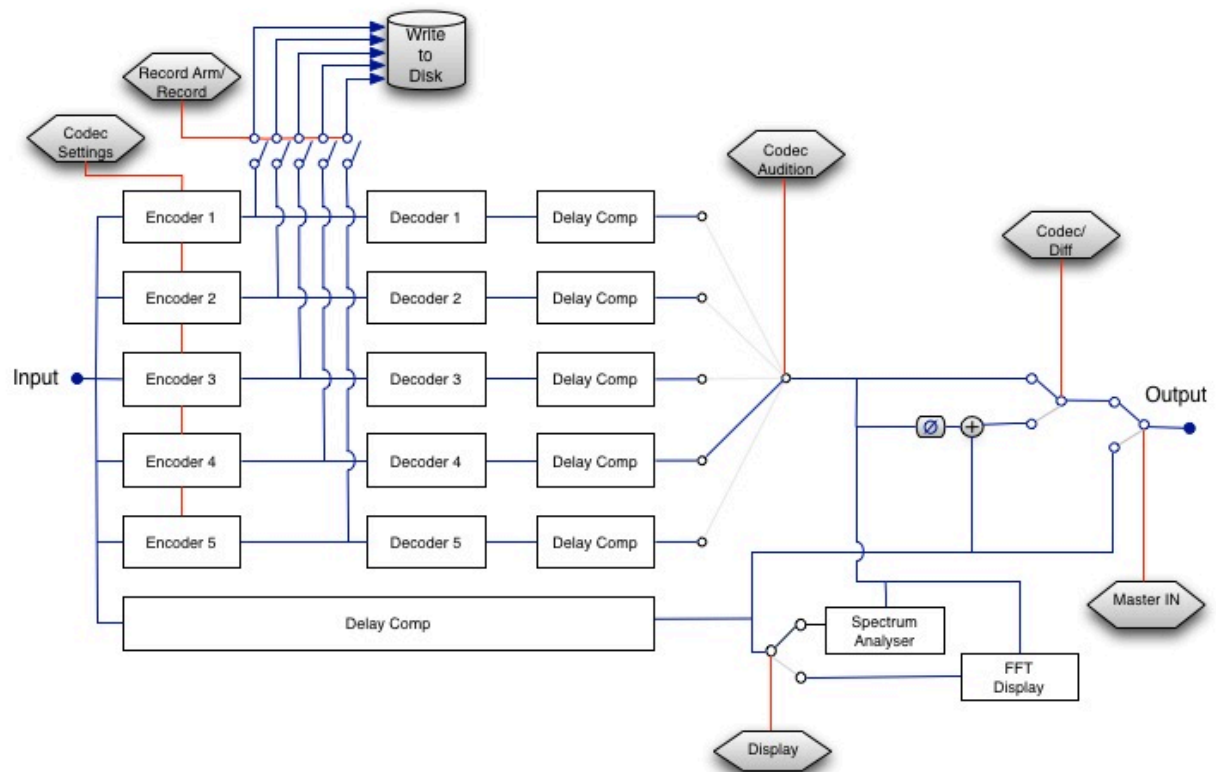 Write
to
Disk
Record Arm/
Record
Codec
Settings
Codec
Audition
Codec/
Diff
Encoder 1
Decoder 1
Delay Comp
Encoder 2
Decoder 2
Delay Comp
Input
Encoder 3
Decoder 3
Delay Comp
Output
Ø
+
Encoder 4
Decoder 4
Delay Comp
Encoder 5
Decoder 5
Delay Comp
Delay Comp
Master IN
Spectrum
Analyser
FFT
Display
Display